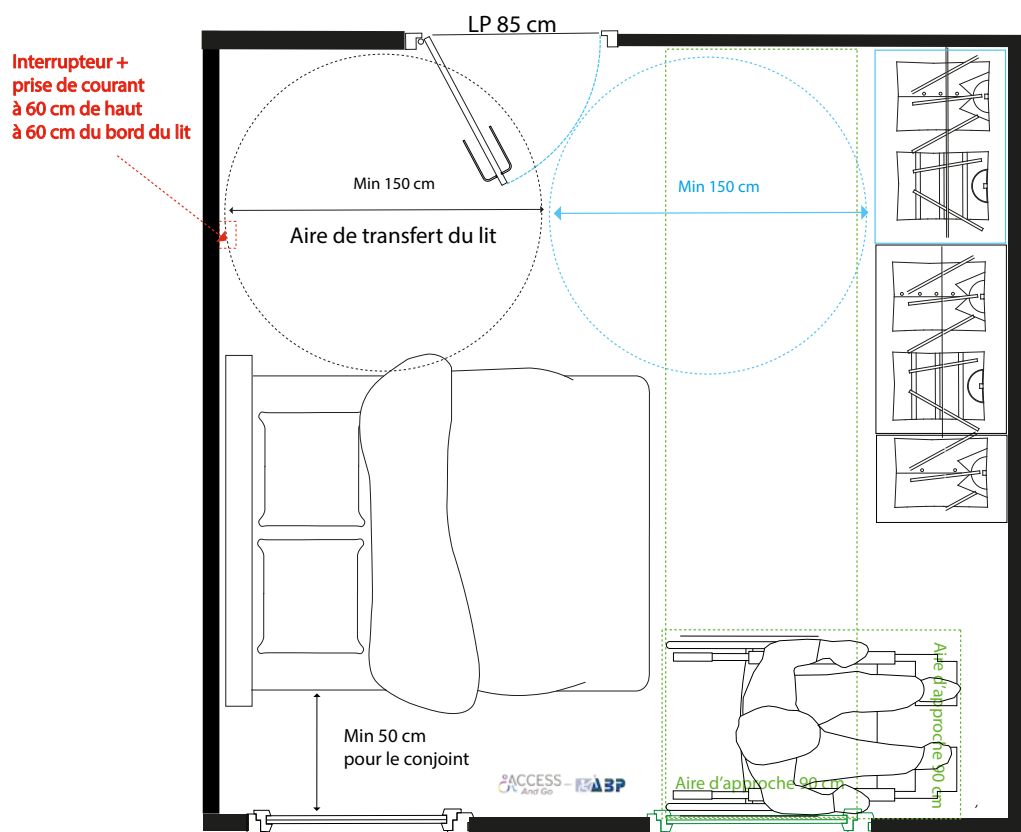 LP 85 cm
Interrupteur +
prise de courant
à 60 cm de haut
à 60 cm du bord du lit
Min 150 cm
Min 150 cm
Aire de transfert du lit
Min 50 cm
pour le conjoint
Aire d'approche 90 cm
Aire d'approche 90 cm
ACCESS
And Go
ABP